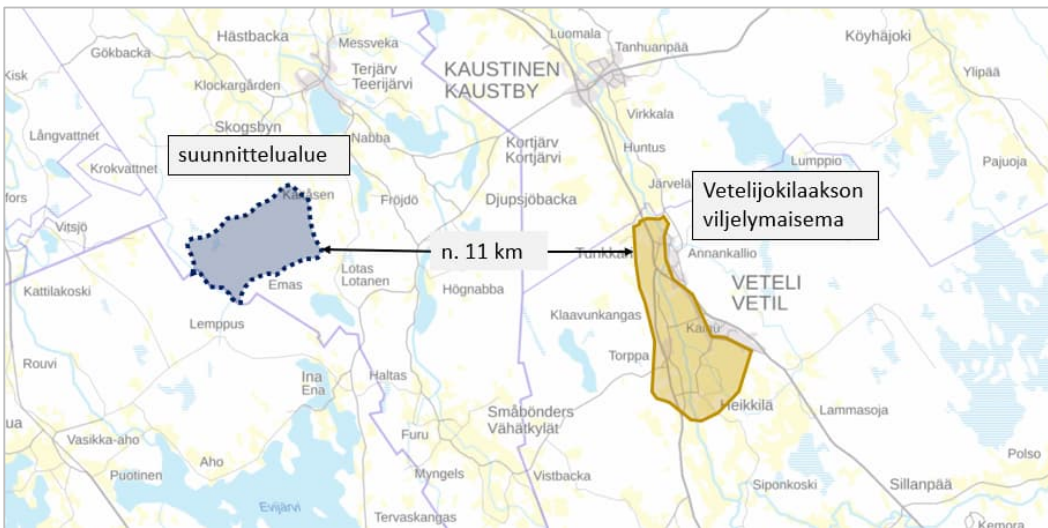 Hästbacka
Messveka
Luomala
Tanhuanpää
Köyhäjoki
Gökbacka
Kisk
Klockargården
Terjärv
Teerijärvi
KAUSTINEN
KAUSTBY
Ylipää
Långvattnet
Skogsbyn
Nabba
Virkkala
Kortjärv
Kortjärvi
Huntus
Lumppio
Pajuoja
suunnittelualue
Krokvattnet
fors
Järvelä
Vetelijokilaakson
viljelymaisema
Fröjdö
Djupsjöbacka
Vitsjö
n. 11 km
Annankallio
Lotas
Lotanen
Emas
Högnabba
VETELI
VETIL
Kattilakoski
Lemppus
Klaavunkangas
Torppa
Rouvi
Ina
Ena
Haltas
Småbönders
Vähätkylät
Heikkilä
Lammasoja
ua
Vasikka-aho
Aho
Furu
Polso
Puotinen
Myngels
Vistbacka
Siponkoski
Sillanpää
Evijärvi
Tervaskangas
Kemora